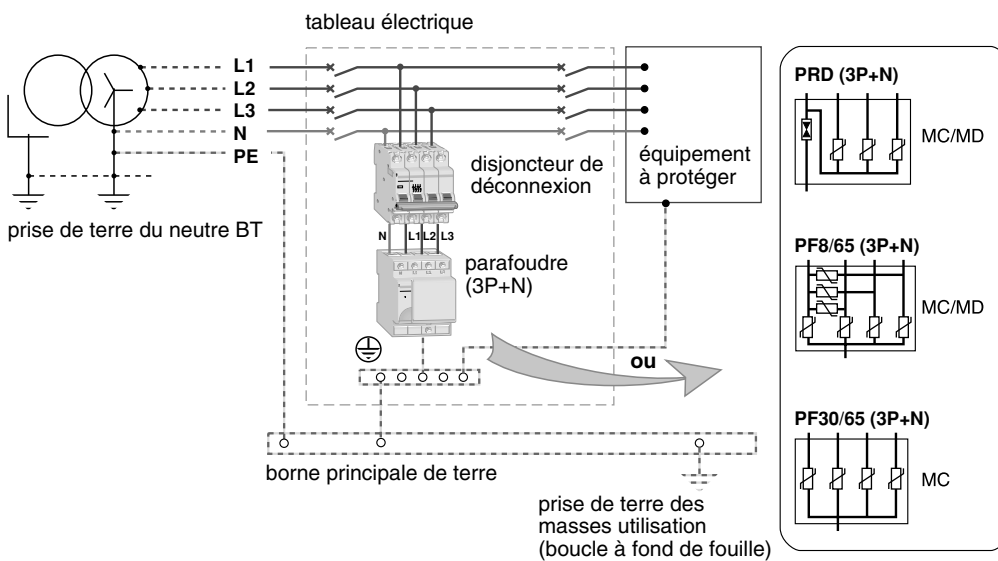 tableau électrique
L1
L2
L3
N
PE
prise de terre du neutre BT
disjoncteur de
déconnexion
N L1 L2 L3
parafoudre
(3P+N)
équipement
à protéger
ou
borne principale de terre
prise de terre des
masses utilisation
(boucle à fond de fouille)
PRD (3P+N)
MC/MD
PF8/65 (3P+N)
MC/MD
PF30/65 (3P+N)
MC